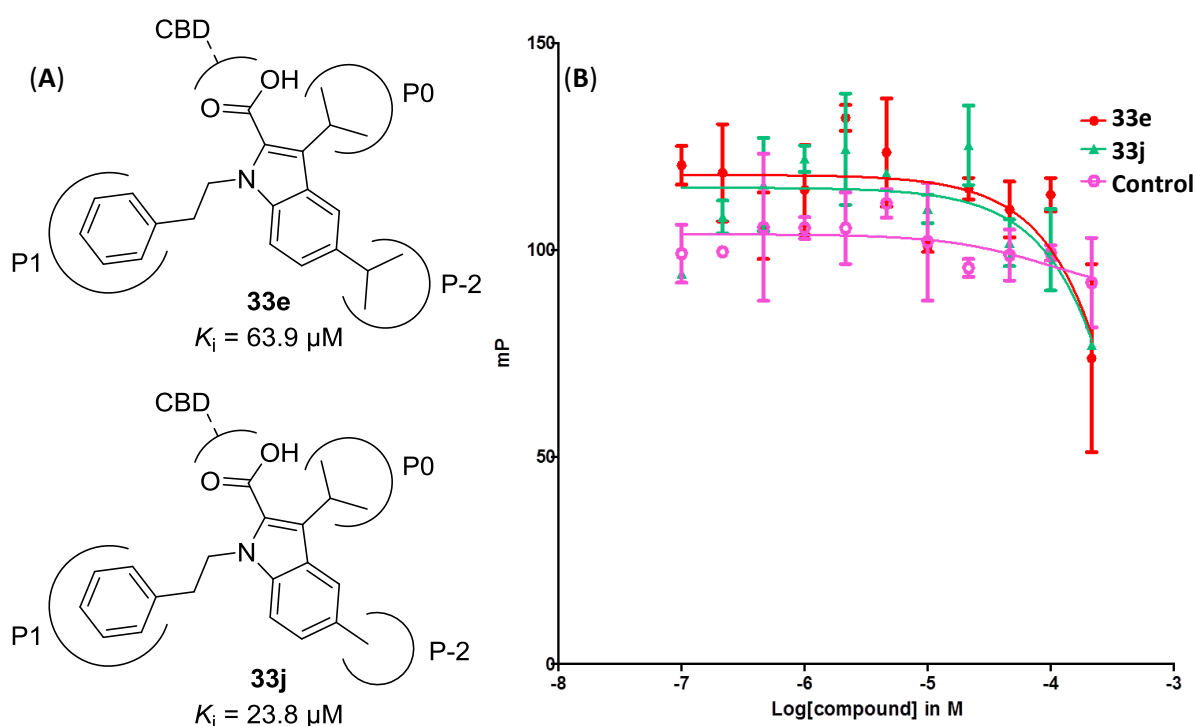 (A)
CBD
OH
O
P0
N
P1
P-2
33e
Ki = 63.9 µM
CBD
OH
O
P0
N
P1
P-2
33j
Ki = 23.8 µM
(B)
150
100
50
0
mP
-8 -7 -6 -5 -4 -3
Log[compound] in M
33e
33j
Control